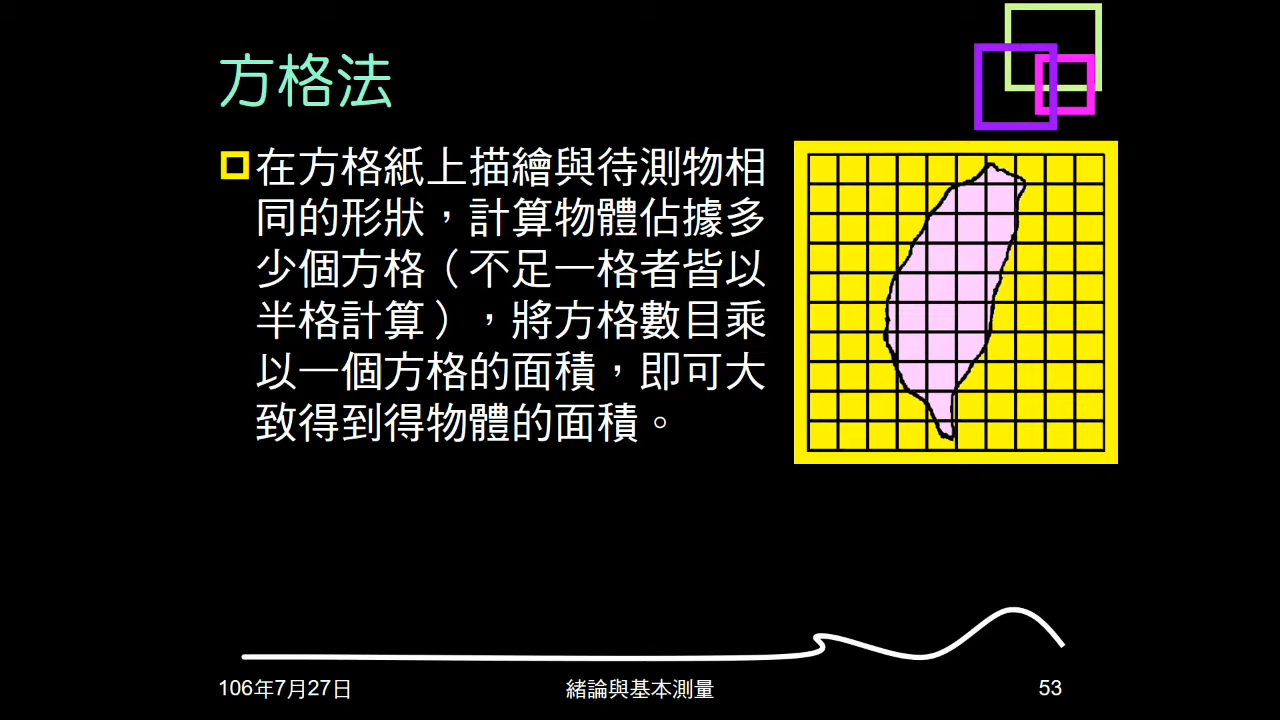 方格法
在方格紙上描繪與待測物相
同的形狀，計算物體佔據多
少個方格（不足一格者皆以
半格計算），將方格數目乘
以一個方格的面積，即可大
致得到得物體的面積。
106年7月27日
緒論與基本測量
53